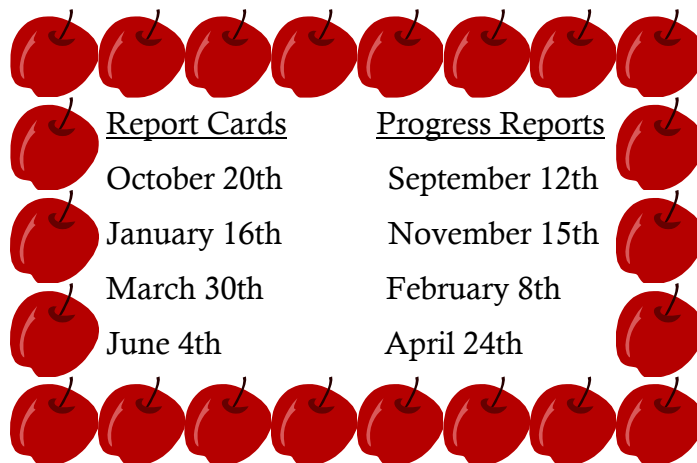 Report Cards Progress Reports
October 20th September 12th
January 16th November 15th
March 30th February 8th
June 4th April 24th